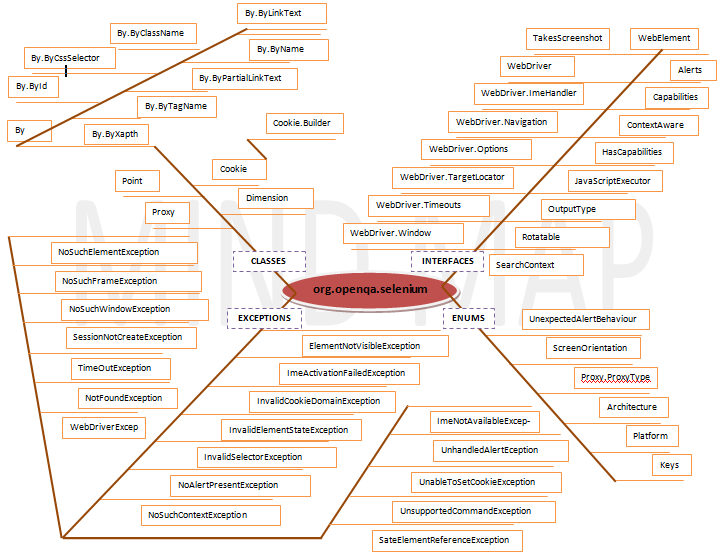 By.ByLinkText
By.ByClassName
By.ByName
By.ByCssSelector
By.ByPartialLinkText
By.ById
By.ByTagName
By
By.ByXapth
Cookie.Builder
Cookie
Point
Dimension
Proxy
TakesScreenshot
WebElement
WebDriver
Alerts
WebDriver.ImeHandler
Capabilities
WebDriver.Navigation
ContextAware
WebDriver.Options
HasCapabilities
WebDriver.TargetLocator
JavaScriptExecutor
WebDriver.Timeouts
OutputType
WebDriver.Window
Rotatable
SearchContext
MIND MAP
CLASSES
INTERFACES
org.openqa.selenium
EXCEPTIONS
ENUMS
NoSuchElementException
NoSuchFrameException
NoSuchWindowException
SessionNotCreateException
TimeOutException
NotFoundException
WebDriverExcep
ElementNotVisibleException
ImeActivationFailedException
InvalidCookieDomainException
InvalidElementStateException
InvalidSelectorException
NoAlertPresentException
NoSuchContextException
ImeNotAvailableExcep-
UnhandledAlertEception
UnableToSetCookieException
UnsupportedCommandException
SateElementReferenceException
UnexpectedAlertBehaviour
ScreenOrientation
Proxy.ProxyType
Architecture
Platform
Keys